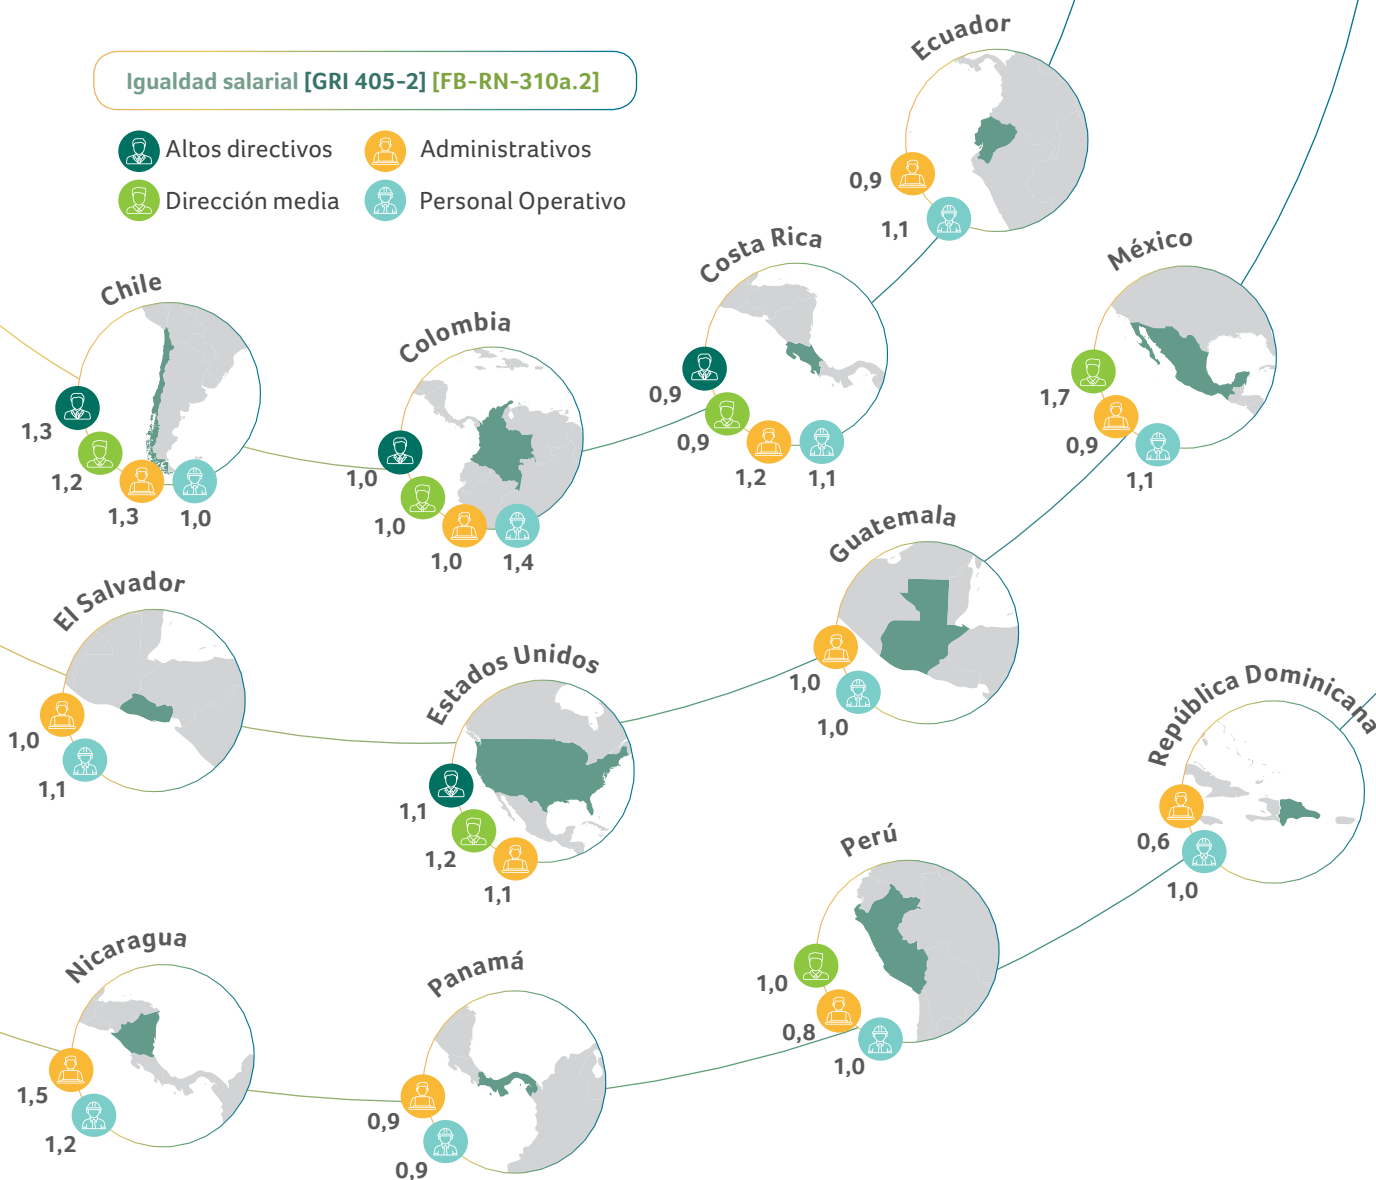 Igualdad salarial [GRI 405-2] [FB-RN-310a.2]
Altos directivos
Administrativos
Dirección media
Personal Operativo
Ecuador
0,9
1,1
Chile
1,3
1,2
1,3
1,0
Colombia
1,0
1,0
1,0
1,4
Costa Rica
0,9
0,9
1,2
1,1
México
1,7
0,9
1,1
El Salvador
1,0
1,1
Estados Unidos
1,1
1,2
1,1
Guatemala
1,0
1,0
República Dominicana
0,6
1,0
Nicaragua
1,5
1,2
Panamá
0,9
0,9
Perú
1,0
0,8
1,0